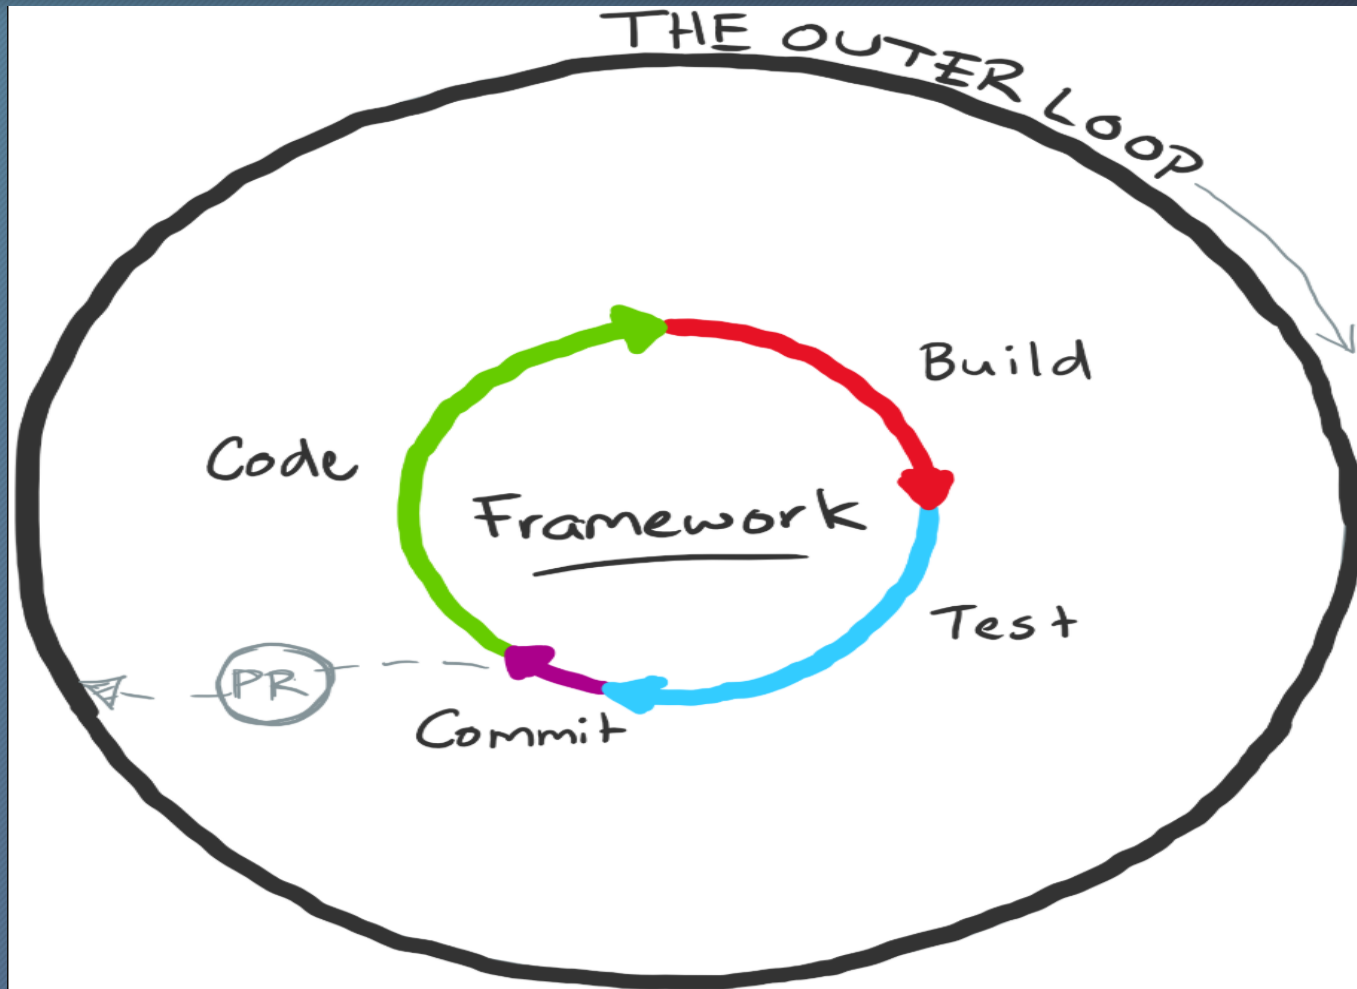 THE OUTER LOOP
Build
Code
Framework
Test
PR
Commit